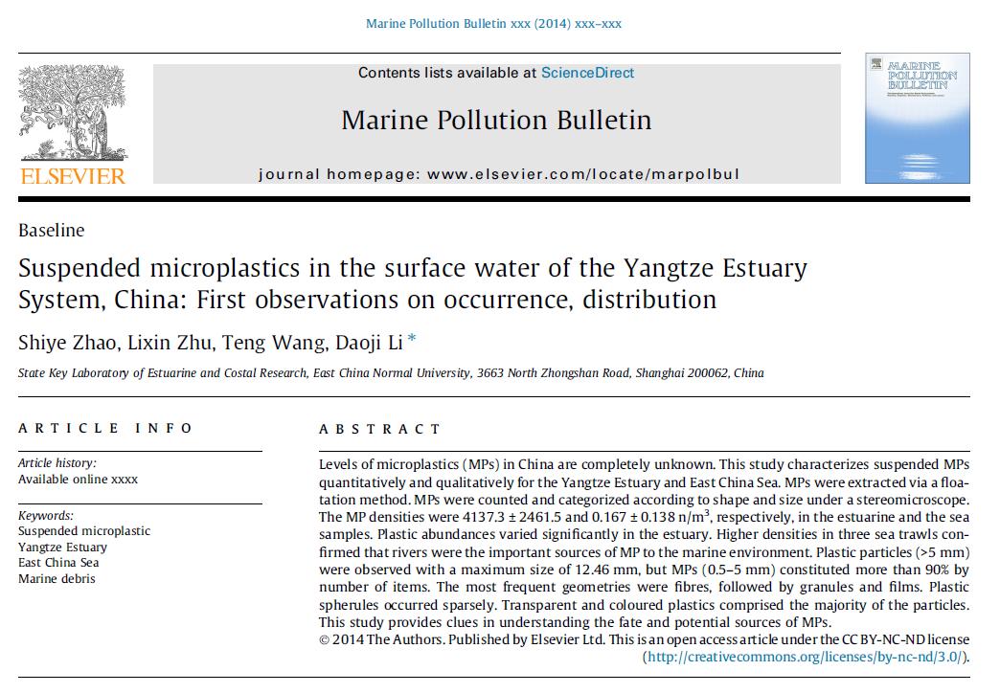 Marine Pollution Bulletin xxx (2014) xxx–xxx
Contents lists available at ScienceDirect
Marine Pollution Bulletin
journal homepage: www.elsevier.com/locate/marpolbul
ELSEVIER
MARINE
POLLUTION
BULLETIN
Baseline
Suspended microplastics in the surface water of the Yangtze Estuary
System, China: First observations on occurrence, distribution
Shiye Zhao, Lixin Zhu, Teng Wang, Daoji Li *
State Key Laboratory of Estuarine and Costal Research, East China Normal University, 3663 North Zhongshan Road, Shanghai 200062, China
ARTICLE INFO
Article history:
Available online xxxx
Keywords:
Suspended microplastic
Yangtze Estuary
East China Sea
Marine debris
ABSTRACT
Levels of microplastics (MPs) in China are completely unknown. This study characterizes suspended MPs
quantitatively and qualitatively for the Yangtze Estuary and East China Sea. MPs were extracted via a floa-
tation method. MPs were counted and categorized according to shape and size under a stereomicroscope.
The MP densities were 4137.3 ± 2461.5 and 0.167 ± 0.138 n/m³, respectively, in the estuarine and the sea
samples. Plastic abundances varied significantly in the estuary. Higher densities in three sea trawls con-
firmed that rivers were the important sources of MP to the marine environment. Plastic particles (>5 mm)
were observed with a maximum size of 12.46 mm, but MPs (0.5–5 mm) constituted more than 90% by
number of items. The most frequent geometries were fibres, followed by granules and films. Plastic
spherules occurred sparsely. Transparent and coloured plastics comprised the majority of the particles.
This study provides clues in understanding the fate and potential sources of MPs.
© 2014 The Authors. Published by Elsevier Ltd. This is an open access article under the CC BY-NC-ND license
(http://creativecommons.org/licenses/by-nc-nd/3.0/).